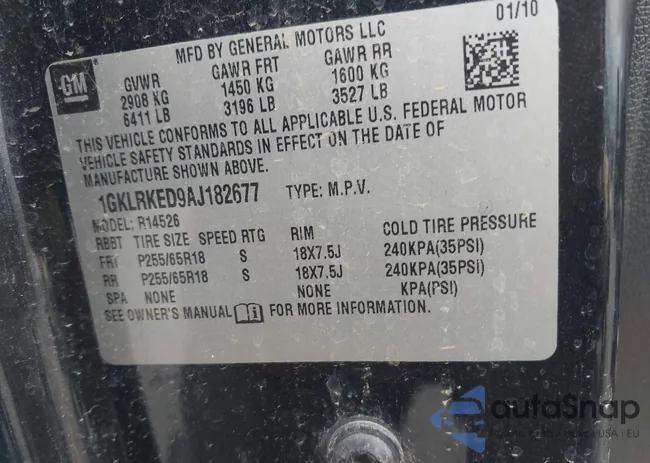 01/10
MFD BY GENERAL MOTORS LLC
GM
GVWR GAWR FRT GAWR RR
2908 KG 1450 KG 1600 KG
6411 LB 3196 LB 3527 LB
THIS VEHICLE CONFORMS TO ALL APPLICABLE U.S. FEDERAL MOTOR
VEHICLE SAFETY STANDARDS IN EFFECT ON THE DATE OF
MANUFACTURE SHOWN ABOVE.
1GKLRKED9AJ182677 TYPE: M.P.V.
MODEL: R14526
RBBT TIRE SIZE SPEED RTG RIM COLD TIRE PRESSURE
FRT P255/65R18 S 18X7.5J 240KPA(35PSI)
RR P255/65R18 S 18X7.5J 240KPA(35PSI)
SPA NONE NONE KPA(PSI)
SEE OWNER'S MANUAL FOR MORE INFORMATION.
autaSnap
USA | EU